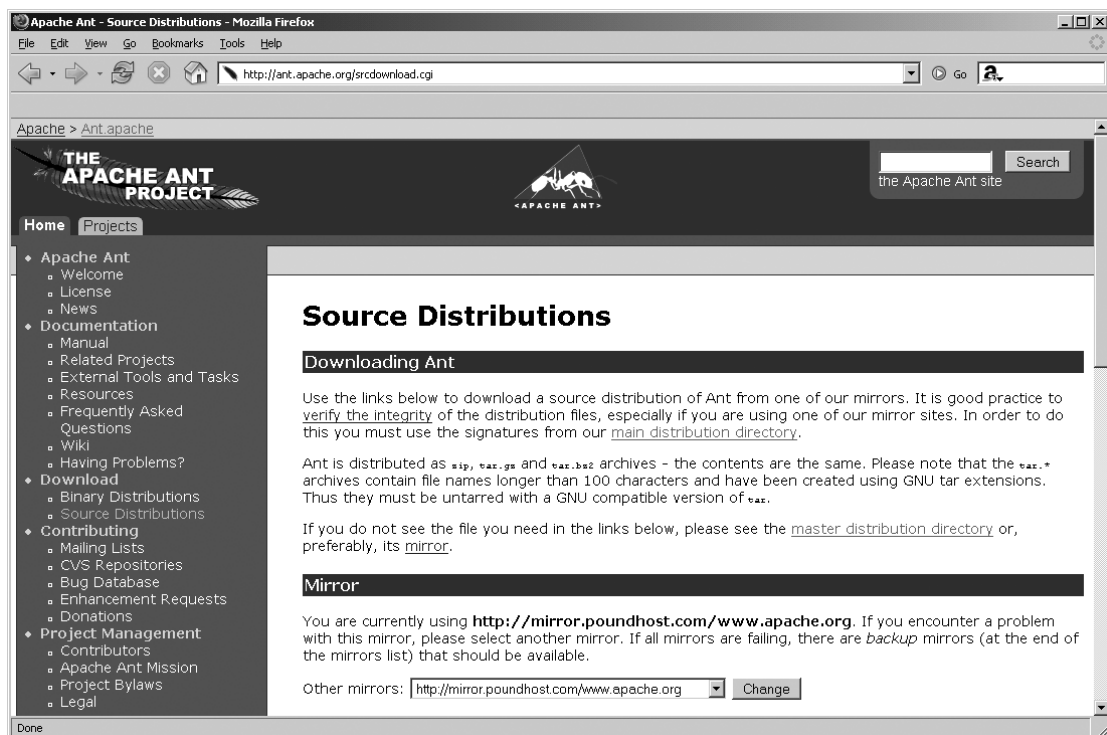 Apache Ant - Source Distributions - Mozilla Firefox
File Edit View Go Bookmarks Tools Help
http://ant.apache.org/srcdownload.cgi Go a.
Apache > Ant.apache
THE
APACHE ANT
PROJECT
<APACHE ANT>
Search
the Apache Ant site
Home Projects
Apache Ant
Welcome
License
News
Documentation
Manual
Related Projects
External Tools and Tasks
Resources
Frequently Asked
Questions
Wiki
Having Problems?
Download
Binary Distributions
Source Distributions
Contributing
Mailing Lists
CVS Repositories
Bug Database
Enhancement Requests
Donations
Project Management
Contributors
Apache Ant Mission
Project Bylaws
Legal
Source Distributions
Downloading Ant
Use the links below to download a source distribution of Ant from one of our mirrors. It is good practice to
verify the integrity of the distribution files, especially if you are using one of our mirror sites. In order to do
this you must use the signatures from our main distribution directory.
Ant is distributed as zip, tar.gz and tar.bz2 archives - the contents are the same. Please note that the tar.*
archives contain file names longer than 100 characters and have been created using GNU tar extensions.
Thus they must be untarred with a GNU compatible version of tar.
If you do not see the file you need in the links below, please see the master distribution directory or,
preferably, its mirror.
Mirror
You are currently using http://mirror.poundhost.com/www.apache.org. If you encounter a problem
with this mirror, please select another mirror. If all mirrors are failing, there are backup mirrors (at the end of
the mirrors list) that should be available.
Other mirrors: http://mirror.poundhost.com/www.apache.org Change
Done